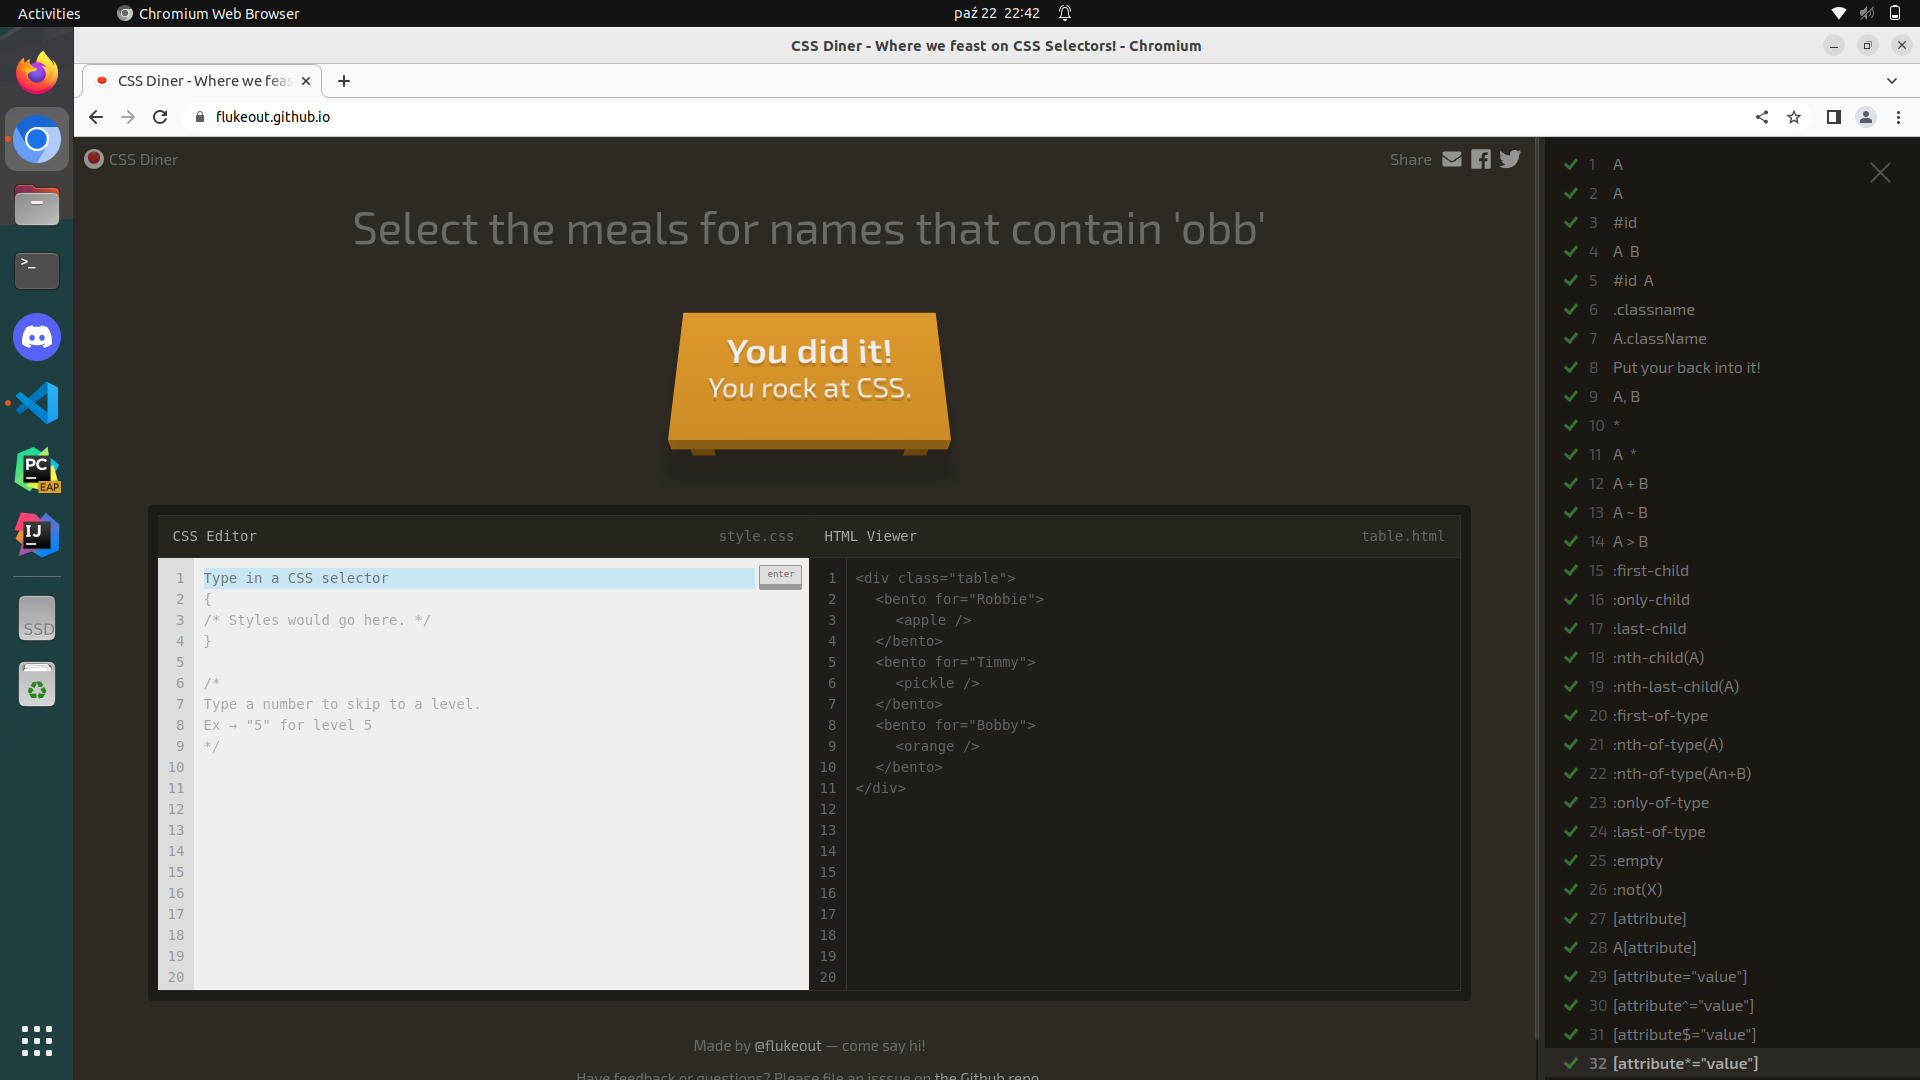 Activities
Chromium Web Browser
paź 22 22:42
CSS Diner - Where we feast on CSS Selectors! - Chromium
CSS Diner - Where we feas
flukeout.github.io
CSS Diner
Share
Select the meals for names that contain 'obb'
You did it!
You rock at CSS.
CSS Editor
style.css
1 Type in a CSS selector
enter
2 {
3 /* Styles would go here. */
4 }
5
6 /*
7 Type a number to skip to a level.
8 Ex → "5" for level 5
9 */
10
11
12
13
14
15
16
17
18
19
20
HTML Viewer
table.html
1 <div class="table">
2 <bento for="Robbie">
3 <apple />
4 </bento>
5 <bento for="Timmy">
6 <pickle />
7 </bento>
8 <bento for="Bobby">
9 <orange />
10 </bento>
11 </div>
12
13
14
15
16
17
18
19
20
Made by @flukeout — come say hi!
Have feedback or questions? Please file an isssue on the Github repo
1 A
2 A
3 #id
4 A B
5 #id A
6 .classname
7 A.className
8 Put your back into it!
9 A, B
10 *
11 A *
12 A + B
13 A ~ B
14 A > B
15 :first-child
16 :only-child
17 :last-child
18 :nth-child(A)
19 :nth-last-child(A)
20 :first-of-type
21 :nth-of-type(A)
22 :nth-of-type(An+B)
23 :only-of-type
24 :last-of-type
25 :empty
26 :not(X)
27 [attribute]
28 A[attribute]
29 [attribute="value"]
30 [attribute^="value"]
31 [attribute$="value"]
32 [attribute*="value"]
>_
PC
EAP
IJ
SSD